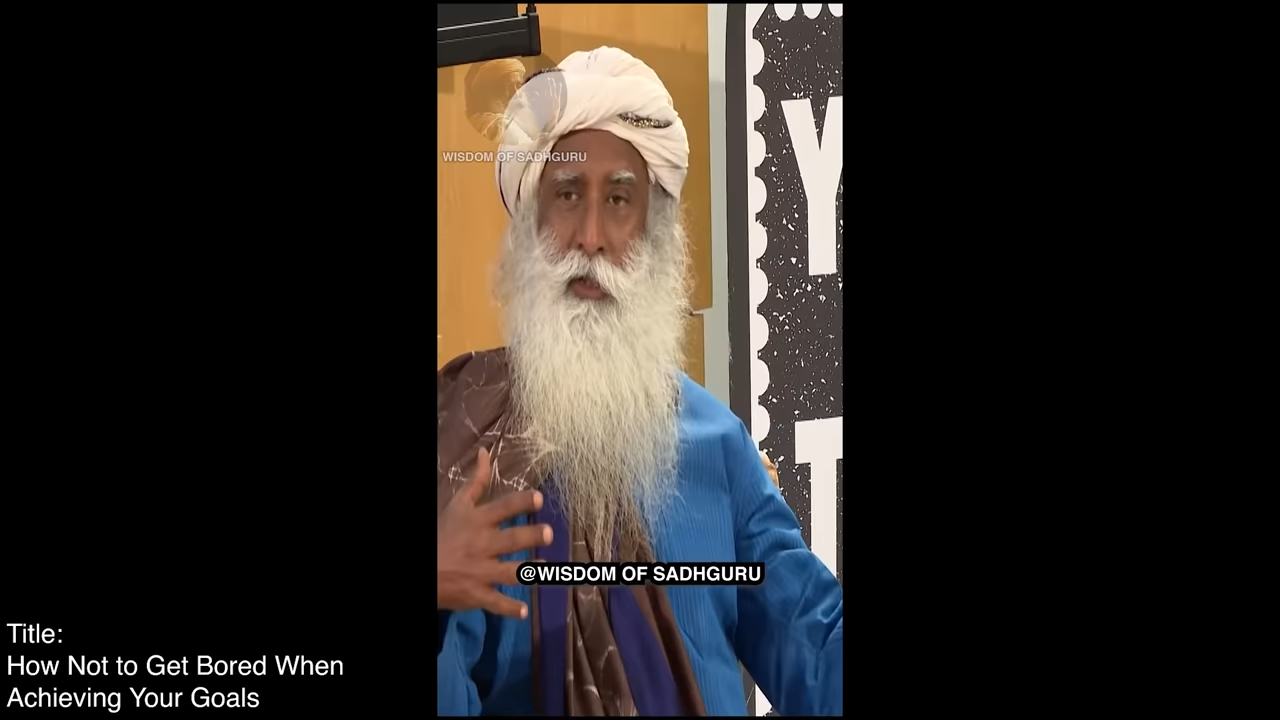 WISDOM OF SADHGURU
Y
T
@WISDOM OF SADHGURU
Title:
How Not to Get Bored When
Achieving Your Goals